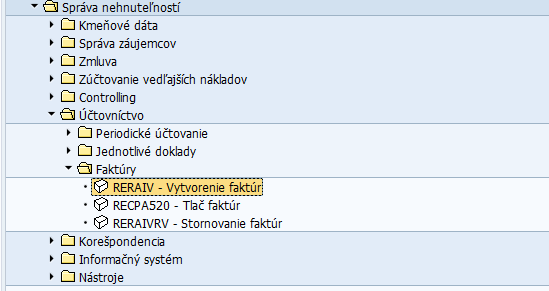 Správa nehnuteľností
Kmeňové dáta
Správa záujemcov
Zmluva
Zúčtovanie vedľajších nákladov
Controlling
Účtovníctvo
Periodické účtovanie
Jednotlivé doklady
Faktúry
RERAIV - Vytvorenie faktúr
RECPA520 - Tlač faktúr
RERAIVRV - Stornovanie faktúr
Korešpondencia
Informačný systém
Nástroje